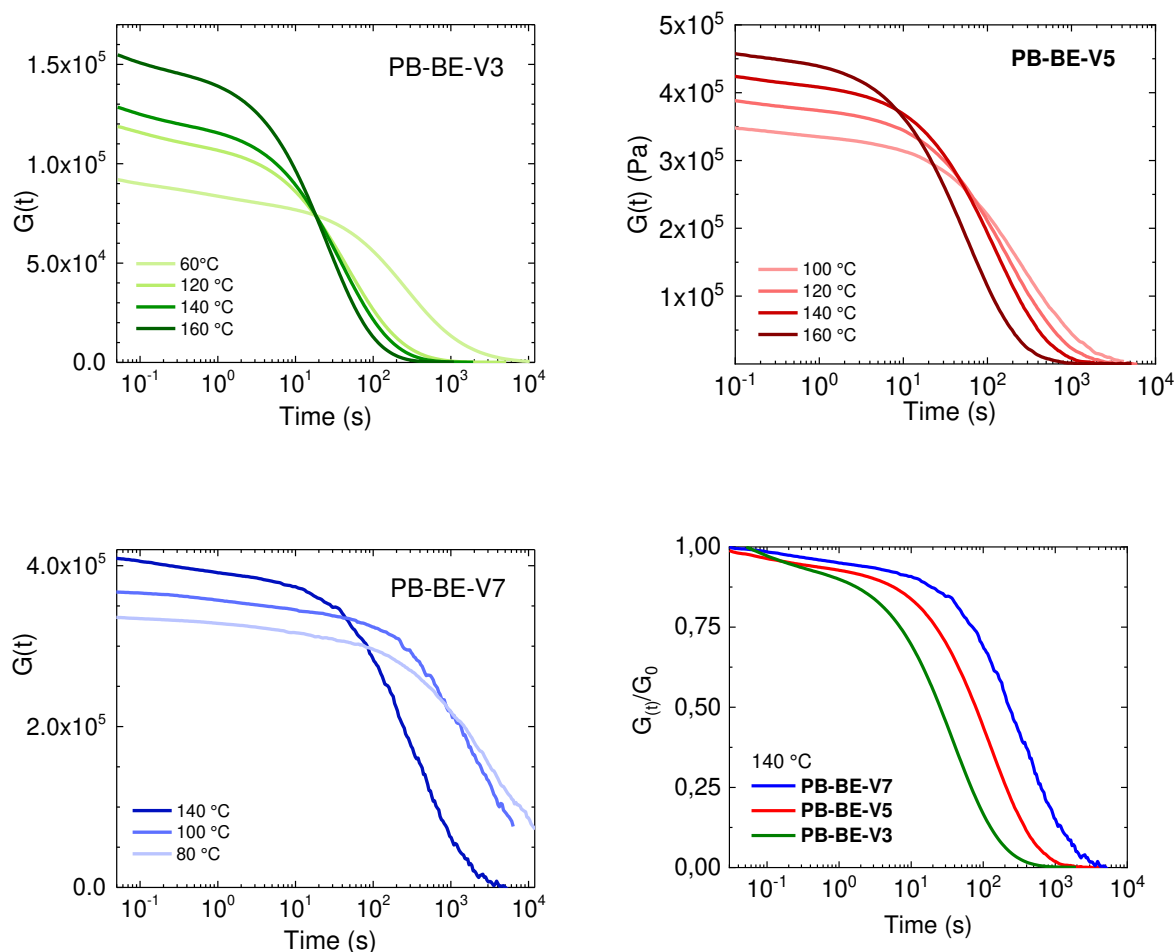 PB-BE-V3
G(t)
1.5x10^5
1.0x10^5
5.0x10^4
0.0
60°C
120 °C
140 °C
160 °C
10^-1 10^0 10^1 10^2 10^3 10^4
Time (s)
PB-BE-V5
G(t) (Pa)
5x10^5
4x10^5
3x10^5
2x10^5
1x10^5
100 °C
120 °C
140 °C
160 °C
10^-1 10^0 10^1 10^2 10^3 10^4
Time (s)
PB-BE-V7
G(t)
4.0x10^5
2.0x10^5
0.0
140 °C
100 °C
80 °C
10^-1 10^0 10^1 10^2 10^3 10^4
Time (s)
G(t)/G0
1,00
0,75
0,50
0,25
0,00
140 °C
PB-BE-V7
PB-BE-V5
PB-BE-V3
10^-1 10^0 10^1 10^2 10^3 10^4
Time (s)